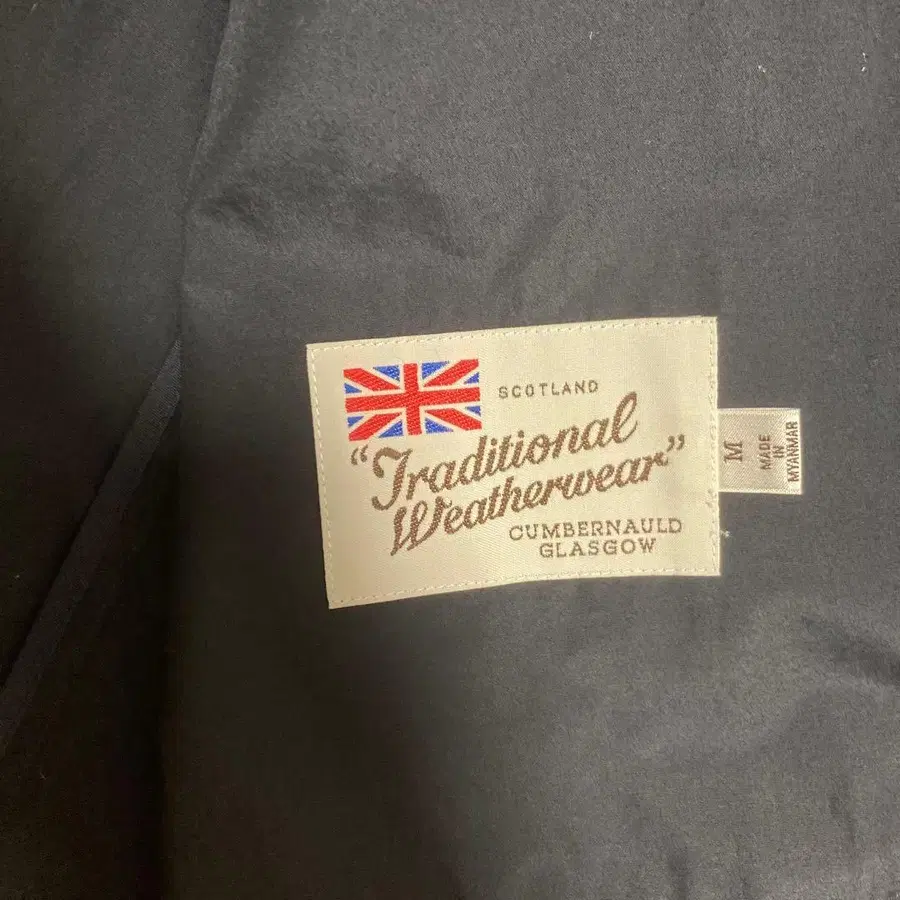 SCOTLAND
"Traditional
Weatherwear"
CUMBERNAULD
GLASGOW
M
MADE
IN
MYANMAR